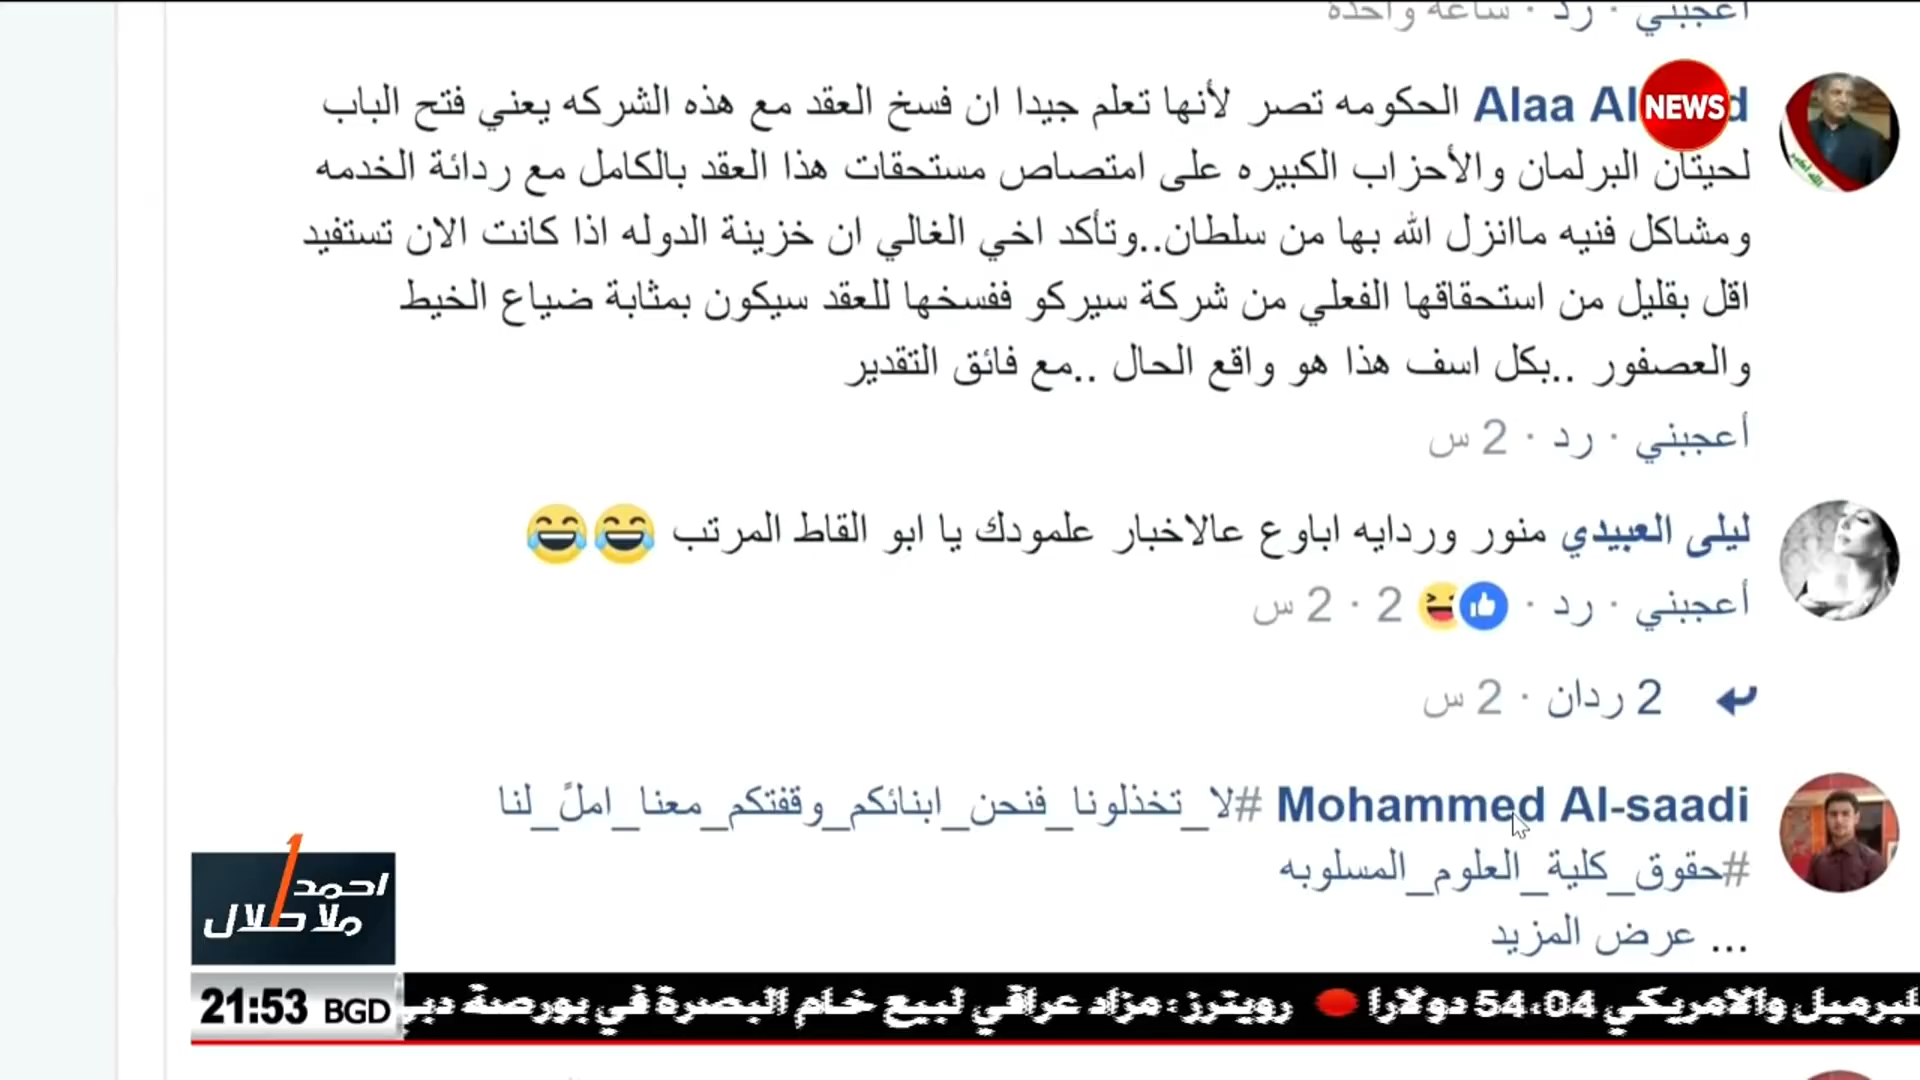 أعجبني · رد · ساعة واحدة
Alaa Al NEWS d الحكومه تصر لأنها تعلم جيدا ان فسخ العقد مع هذه الشركه يعني فتح الباب
لحيتان البرلمان والأحزاب الكبيره على امتصاص مستحقات هذا العقد بالكامل مع ردائة الخدمه
ومشاكل فنيه ماانزل الله بها من سلطان..وتأكد اخي الغالي ان خزينة الدوله اذا كانت الان تستفيد
اقل بقليل من استحقاقها الفعلي من شركة سيركو ففسخها للعقد سيكون بمثابة ضياع الخيط
والعصفور ..بكل اسف هذا هو واقع الحال ..مع فائق التقدير
أعجبني · رد · 2 س
ليلى العبيدي منور وردايه اباوع عالاخبار علمودك يا ابو القاط المرتب 😂😂
أعجبني · رد · 2 · 2 س
2 ردان · 2 س
Mohammed Al-saadi #لا_تخذلونا_فنحن_ابنائكم_وقفتكم_معنا_املً_لنا
#حقوق_كلية_العلوم_المسلوبه
... عرض المزيد
احمد
ملا طلال
21:53 BGD
للبرميل والامريكي 54.04 دولارا رويترز: مزاد عراقي لبيع خام البصرة في بورصة دبي